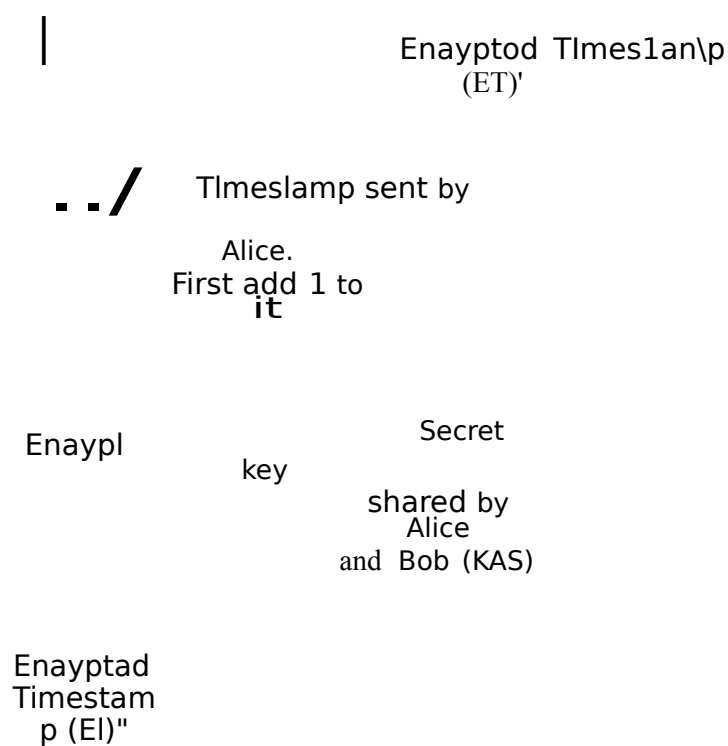 |
Enayptod TImes1an\p
(ET)'
../
Tlmeslamp sent by
Alice.
First add 1 to
it
Enaypl
key
Secret
shared by
Alice
and Bob (KAS)
Enayptad
Timestam
p (El)"